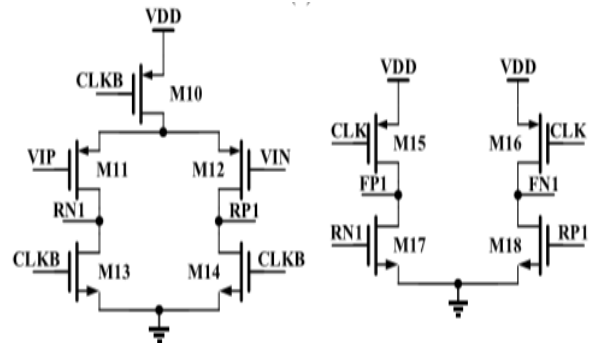 VDD
CLKB
M10
VDD
VDD
CLK
M15
M16
CLK
VIP
M11
M12
VIN
FP1
FN1
RN1
RP1
RN1
M17
M18
RP1
CLKB
M13
M14
CLKB